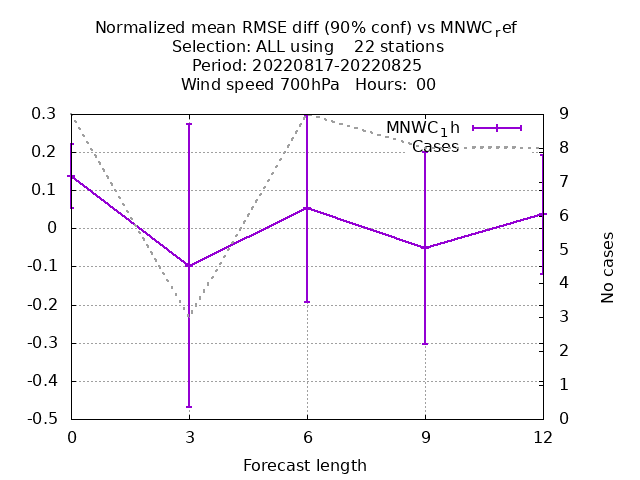 Normalized mean RMSE diff (90% conf) vs MNWC_ref
Selection: ALL using    22 stations
Period: 20220817-20220825
Wind speed 700hPa   Hours:  00
MNWC_1h
Cases
0.3
0.2
0.1
0
-0.1
-0.2
-0.3
-0.4
-0.5
9
8
7
6
5
4
3
2
1
0
No cases
0 3 6 9 12
Forecast length